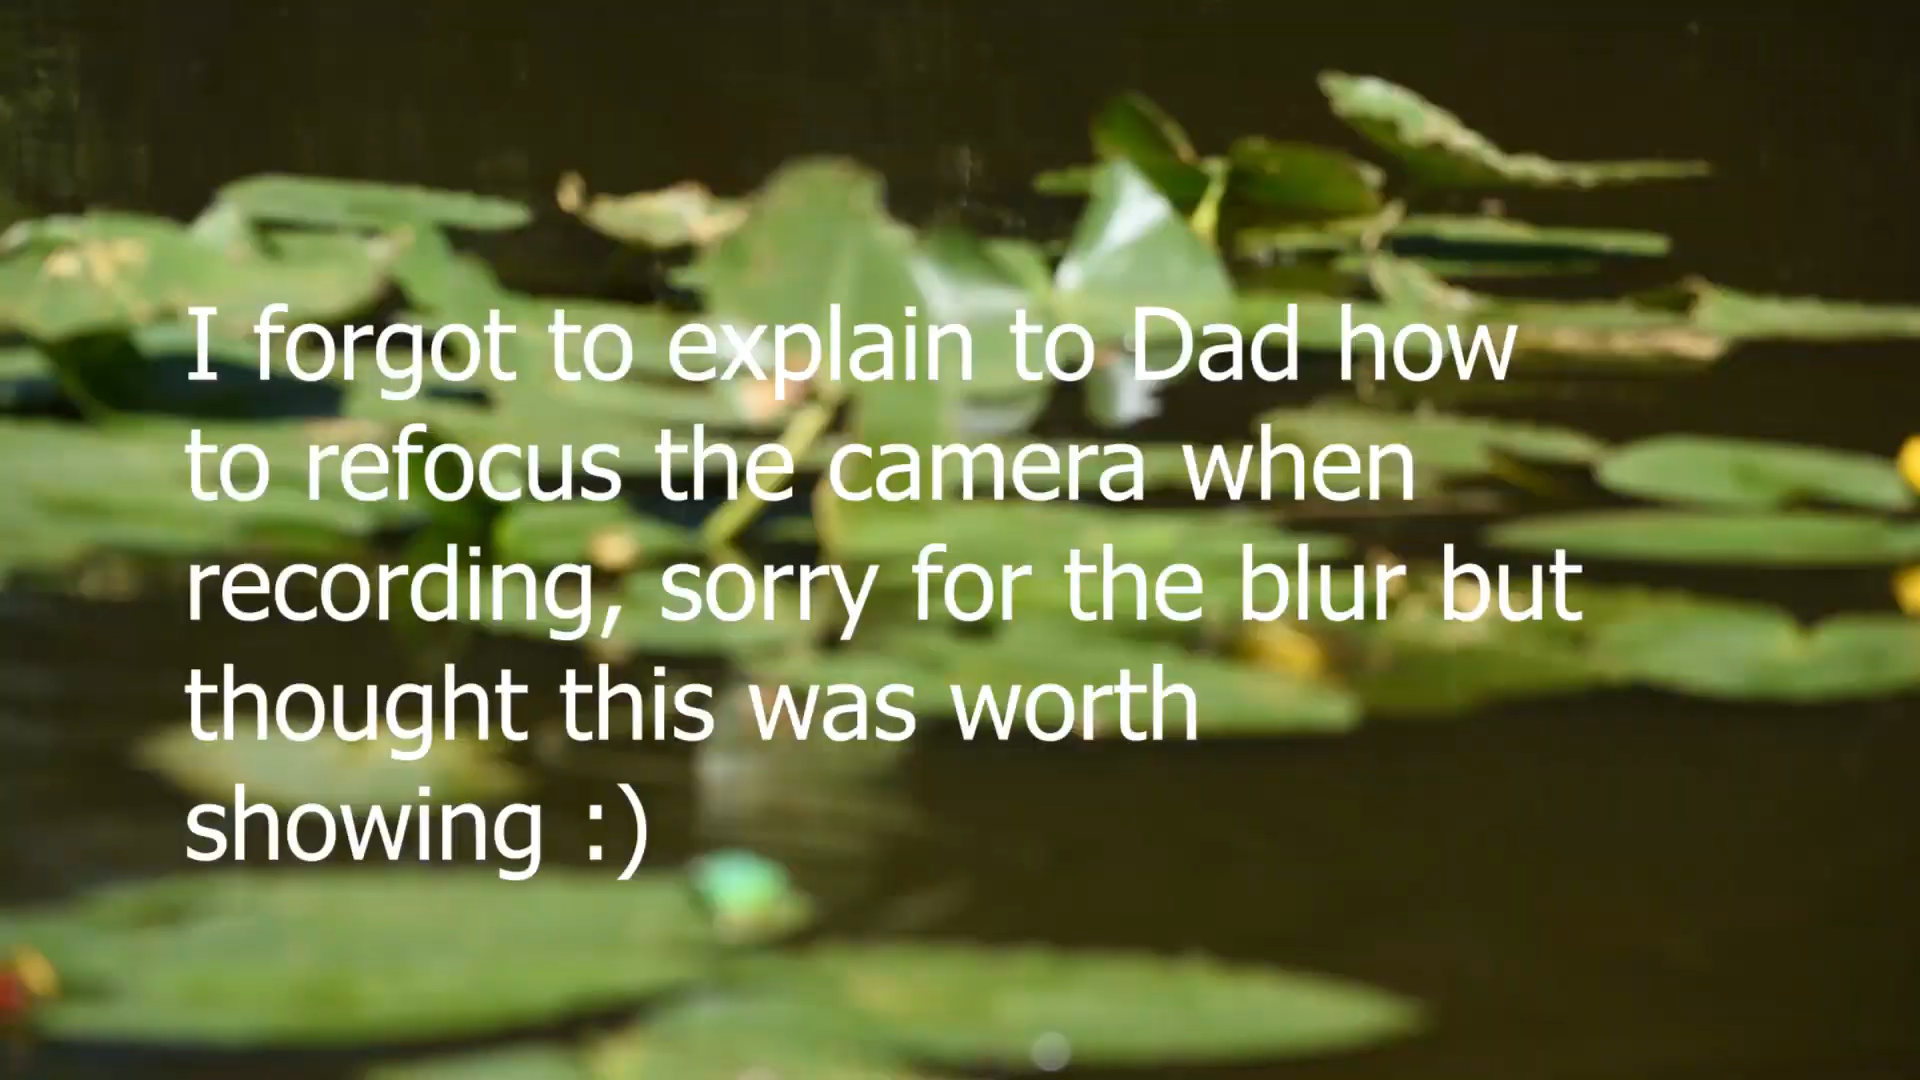 I forgot to explain to Dad how
to refocus the camera when
recording, sorry for the blur but
thought this was worth
showing :)